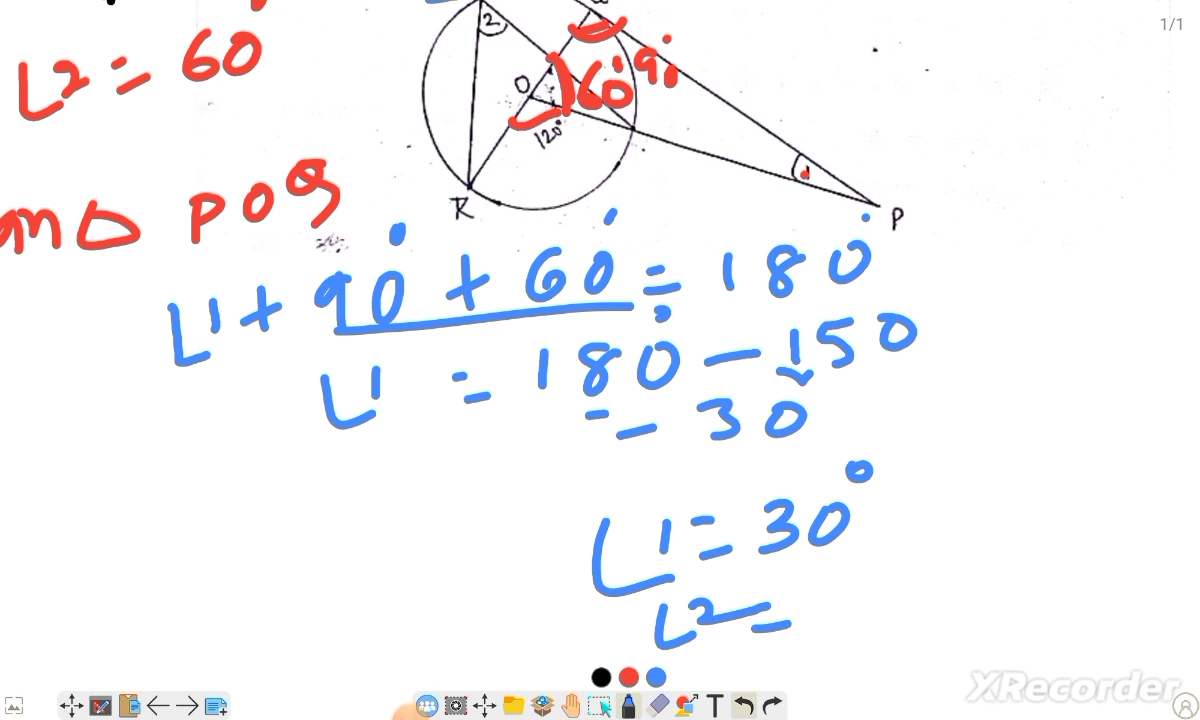 1/1
∠2 = 60
2
90°
60°
O
120°
1
R
P
in △ POQ
∠1 + 90° + 60° = 180°
∠1 = 180° - 150
= - 30
∠1 = 30°
∠2 =
T
XRecorder